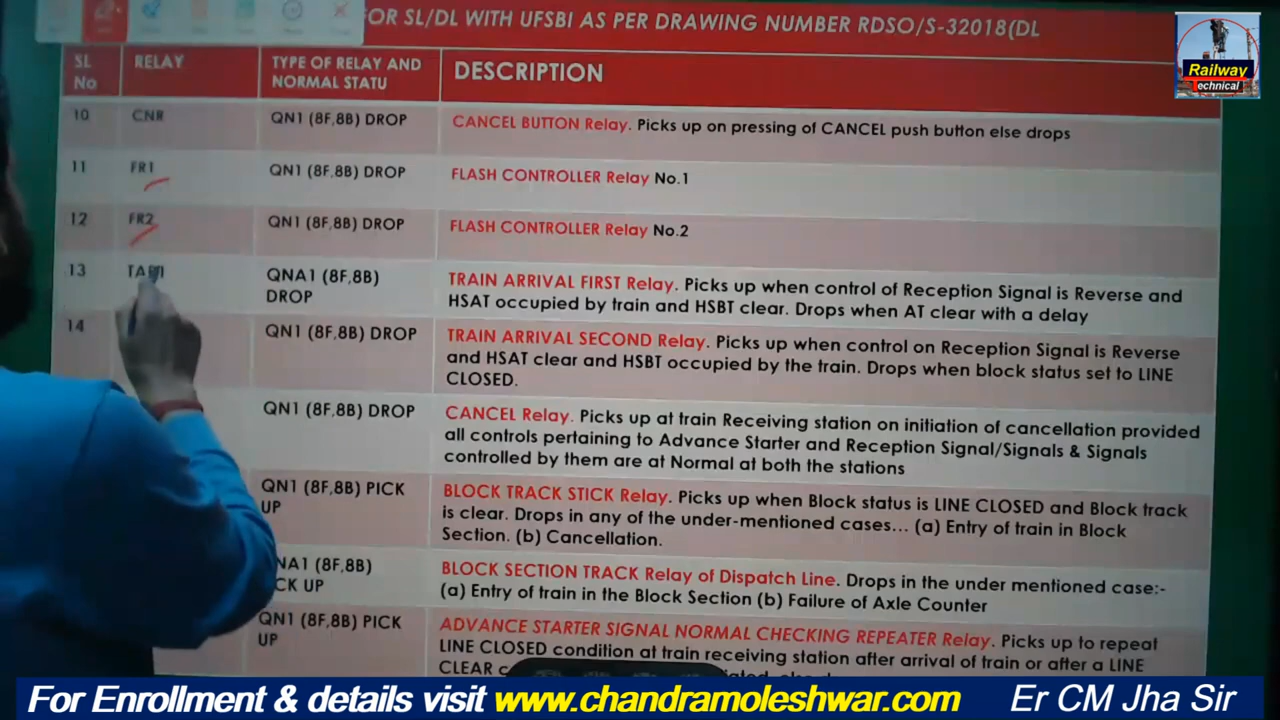 FOR SL/DL WITH UFSBI AS PER DRAWING NUMBER RDSO/S-32018(DL
Railway
Technical
SL
No
RELAY
TYPE OF RELAY AND
NORMAL STATU
DESCRIPTION
10
CNR
QN1 (8F,8B) DROP
CANCEL BUTTON Relay. Picks up on pressing of CANCEL push button else drops
11
FR1
QN1 (8F,8B) DROP
FLASH CONTROLLER Relay No.1
12
FR2
QN1 (8F,8B) DROP
FLASH CONTROLLER Relay No.2
13
QNA1 (8F,8B)
DROP
TRAIN ARRIVAL FIRST Relay. Picks up when control of Reception Signal is Reverse and
HSAT occupied by train and HSBT clear. Drops when AT clear with a delay
14
QN1 (8F,8B) DROP
TRAIN ARRIVAL SECOND Relay. Picks up when control on Reception Signal is Reverse
and HSAT clear and HSBT occupied by the train. Drops when block status set to LINE
CLOSED.
QN1 (8F,8B) DROP
CANCEL Relay. Picks up at train Receiving station on initiation of cancellation provided
all controls pertaining to Advance Starter and Reception Signal/Signals & Signals
controlled by them are at Normal at both the stations
QN1 (8F,8B) PICK
UP
BLOCK TRACK STICK Relay. Picks up when Block status is LINE CLOSED and Block track
is clear. Drops in any of the under-mentioned cases... (a) Entry of train in Block
Section. (b) Cancellation.
NA1 (8F,8B)
CK UP
BLOCK SECTION TRACK Relay of Dispatch Line. Drops in the under mentioned case:-
(a) Entry of train in the Block Section (b) Failure of Axle Counter
QN1 (8F,8B) PICK
UP
ADVANCE STARTER SIGNAL NORMAL CHECKING REPEATER Relay. Picks up to repeat
LINE CLOSED condition at train receiving station after arrival of train or after a LINE
CLEAR
For Enrollment & details visit www.chandramoleshwar.com Er CM Jha Sir